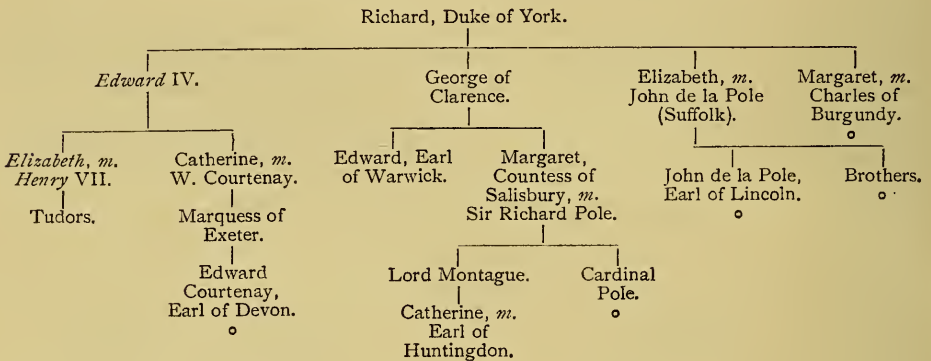 Richard, Duke of York.
Edward IV.
George of
Clarence.
Elizabeth, m.
John de la Pole
(Suffolk).
Margaret, m.
Charles of
Burgundy.
o
Elizabeth, m.
Henry VII.
Tudors.
Catherine, m.
W. Courtenay.
Marquess of
Exeter.
Edward
Courtenay,
Earl of Devon.
o
Edward, Earl
of Warwick.
Margaret,
Countess of
Salisbury, m.
Sir Richard Pole.
Lord Montague.
Catherine, m.
Earl of
Huntingdon.
Cardinal
Pole.
o
John de la Pole,
Earl of Lincoln.
o
Brothers.
o